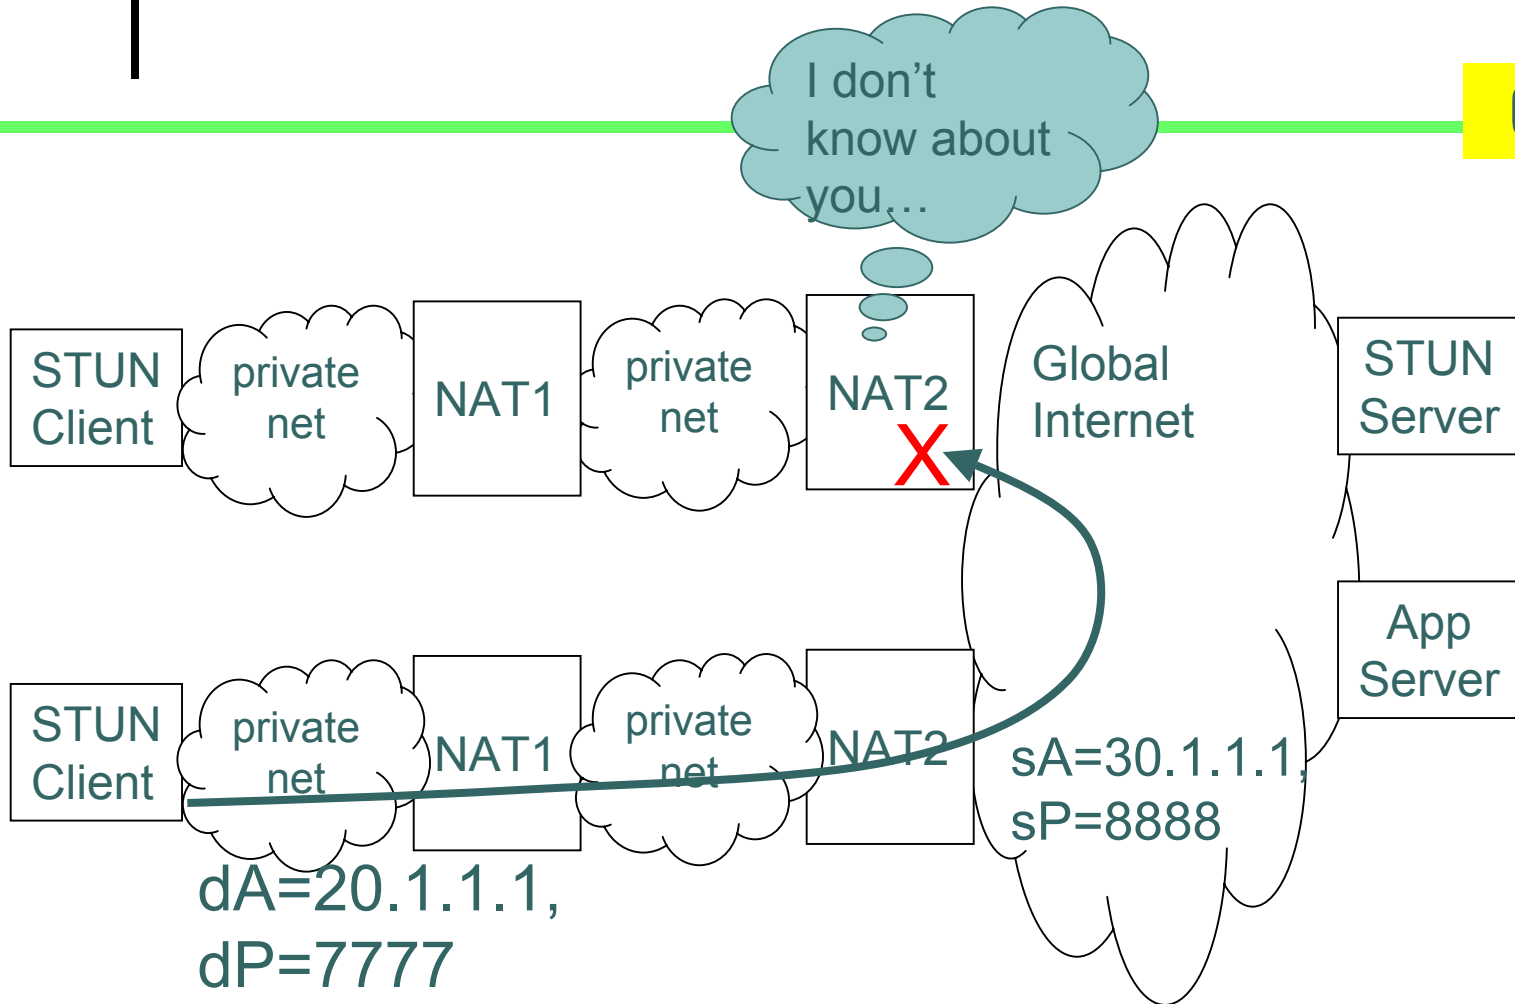 I don't
know about
you…
STUN
Client
private
net
NAT1
private
net
NAT2
X
Global
Internet
STUN
Server
App
Server
STUN
Client
private
net
NAT1
private
net
NAT2
sA=30.1.1.1,
sP=8888
dA=20.1.1.1,
dP=7777